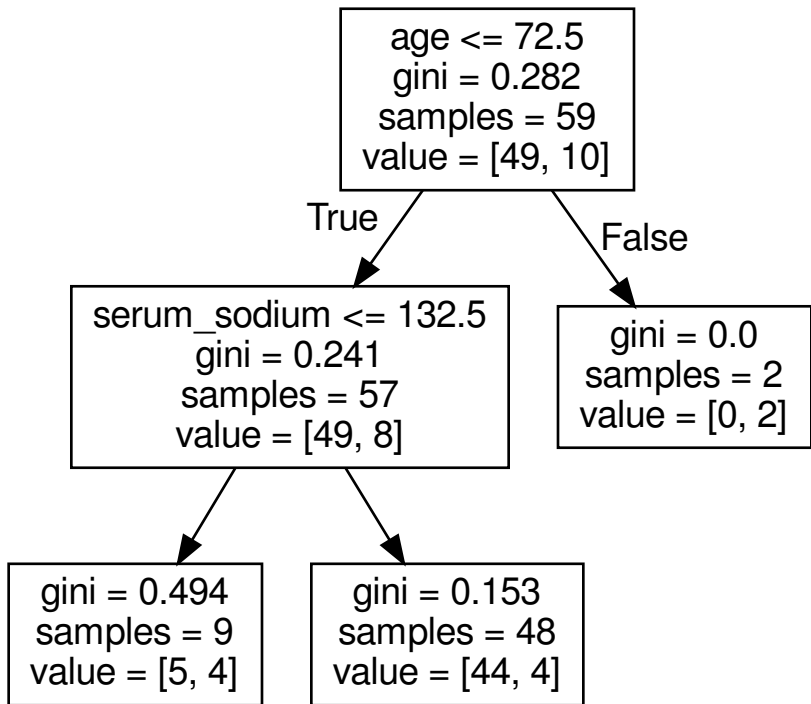 age <= 72.5
gini = 0.282
samples = 59
value = [49, 10]
True
False
serum_sodium <= 132.5
gini = 0.241
samples = 57
value = [49, 8]
gini = 0.0
samples = 2
value = [0, 2]
gini = 0.494
samples = 9
value = [5, 4]
gini = 0.153
samples = 48
value = [44, 4]